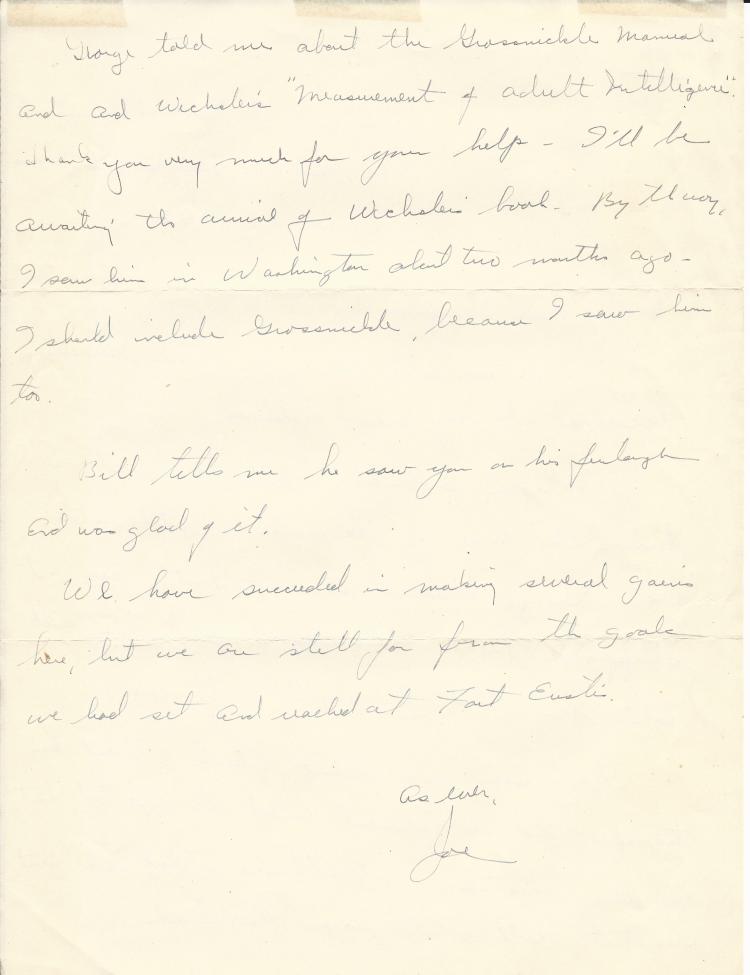 George told me about the Grossnickle Manual
and and Wechsler's "Measurement of adult Intelligence".
Thank you very much for your help - I'll be
awaiting the arrival of Wechsler's book. By the way,
I saw him in Washington about two months ago -
I should include Grossnickle, because I saw him
too.
Bill tells me he saw you on his furlough
and was glad of it.
We have succeeded in making several gains
here, but we are still far from the goals
we had set and reached at Fort Eustis.
As ever,
Joe